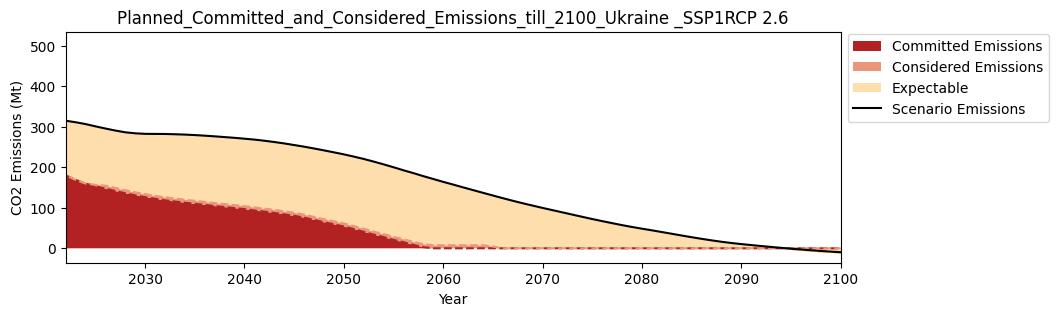 Planned_Committed_and_Considered_Emissions_till_2100_Ukraine _SSP1RCP 2.6
500
400
300
200
100
0
CO2 Emissions (Mt)
2030
2040
2050
2060
2070
2080
2090
2100
Year
Committed Emissions
Considered Emissions
Expectable
Scenario Emissions